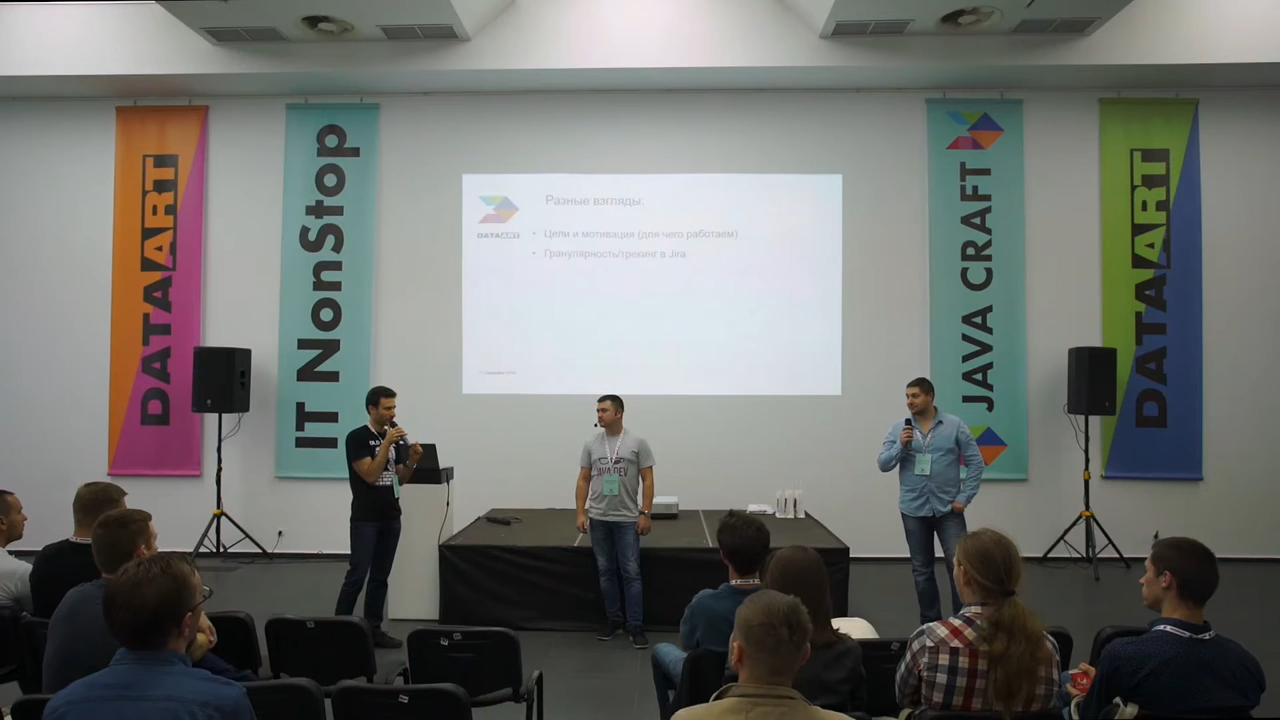 DATAART
IT NonStop
DATAART
Разные взгляды.
• Цели и мотивация (для чего работаем)
• Гранулярность/трекинг в Jira
JAVA CRAFT
DATAART
JAVA DEV